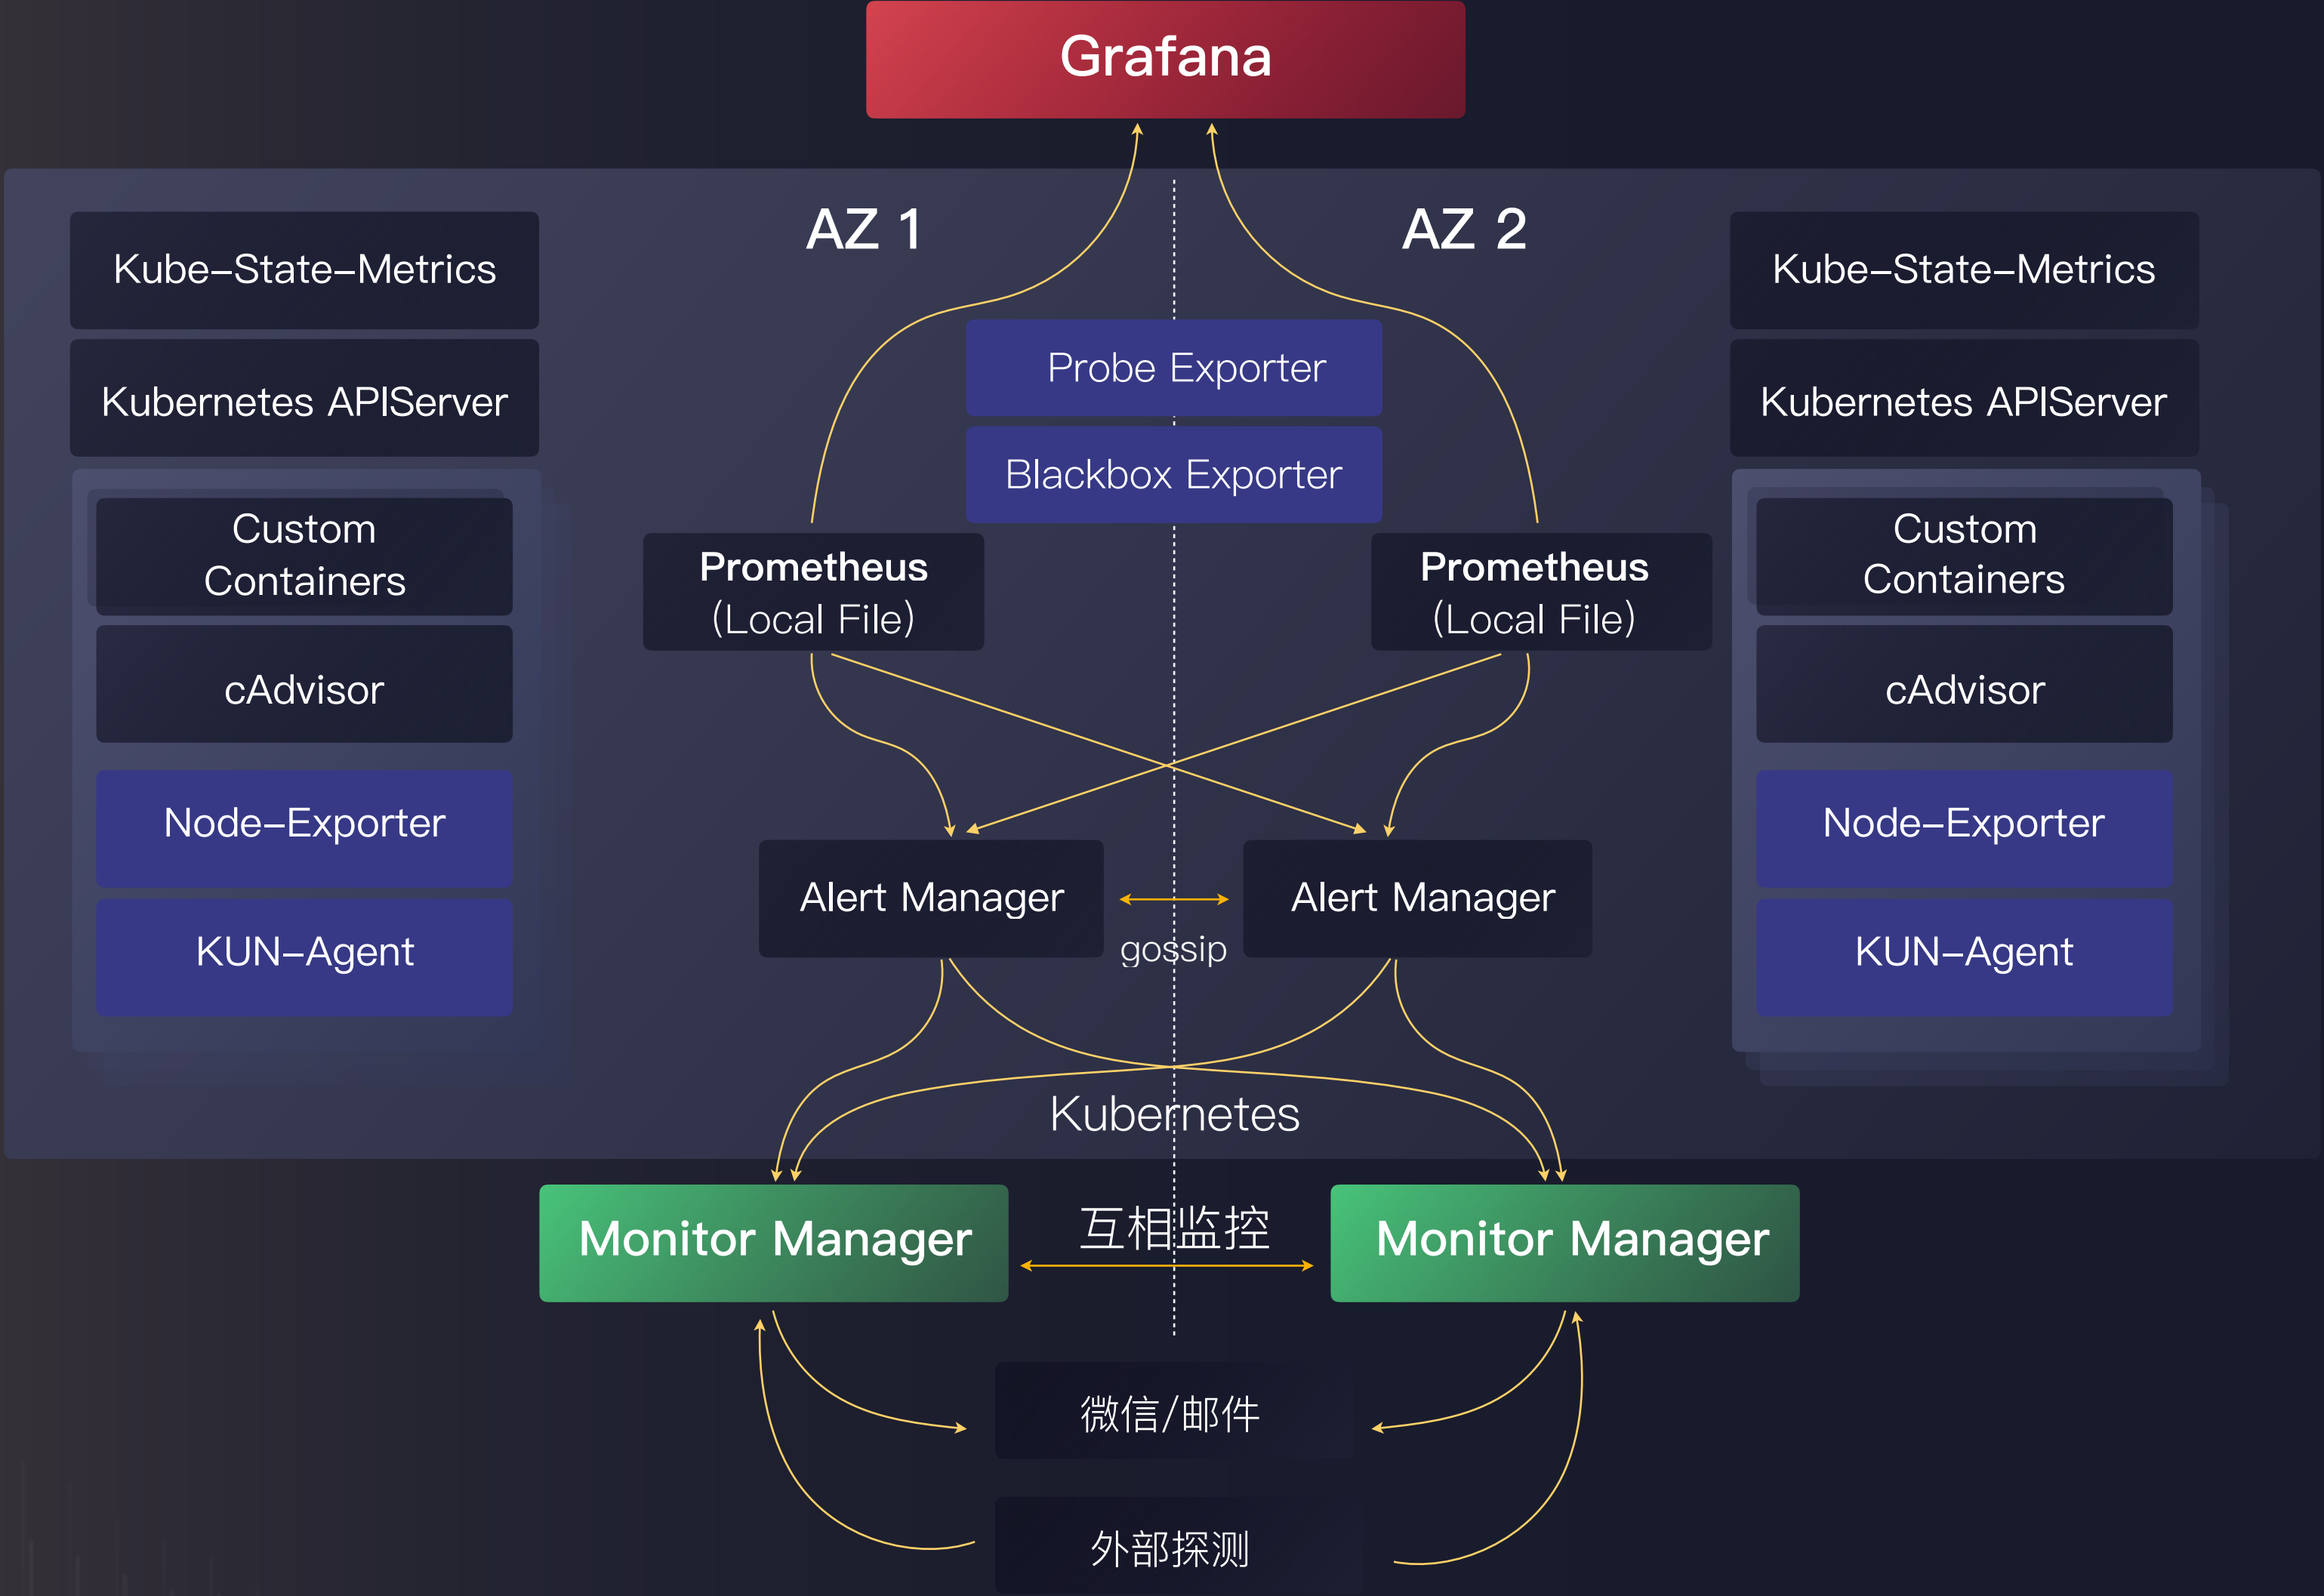 Grafana
AZ 1
AZ 2
Kube-State-Metrics
Kubernetes APIServer
Custom
Containers
cAdvisor
Node-Exporter
KUN-Agent
Probe Exporter
Blackbox Exporter
Prometheus
(Local File)
Prometheus
(Local File)
Alert Manager
gossip
Alert Manager
Kubernetes
Kube-State-Metrics
Kubernetes APIServer
Custom
Containers
cAdvisor
Node-Exporter
KUN-Agent
Monitor Manager
互相监控
Monitor Manager
微信/邮件
外部探测